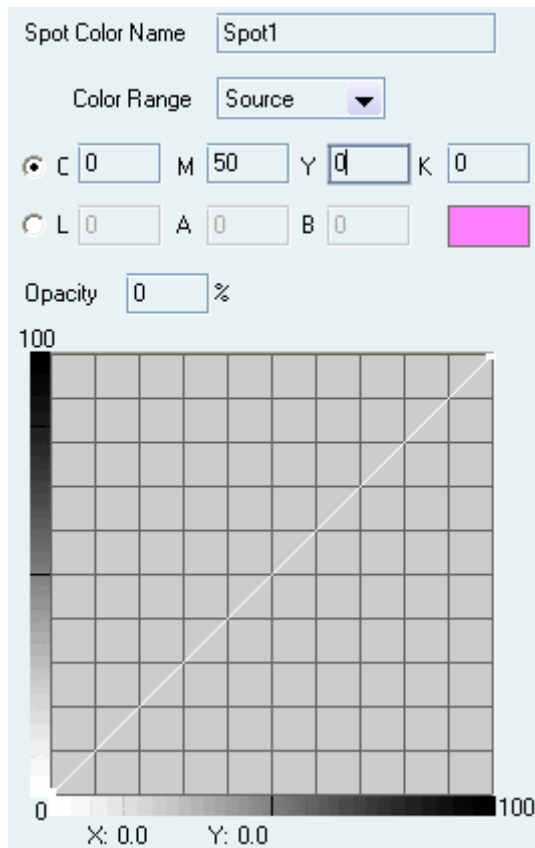 Spot Color Name Spot1
Color Range Source
C 0 M 50 Y 0 K 0
L 0 A 0 B 0
Opacity 0 %
100
0 100
X: 0.0 Y: 0.0